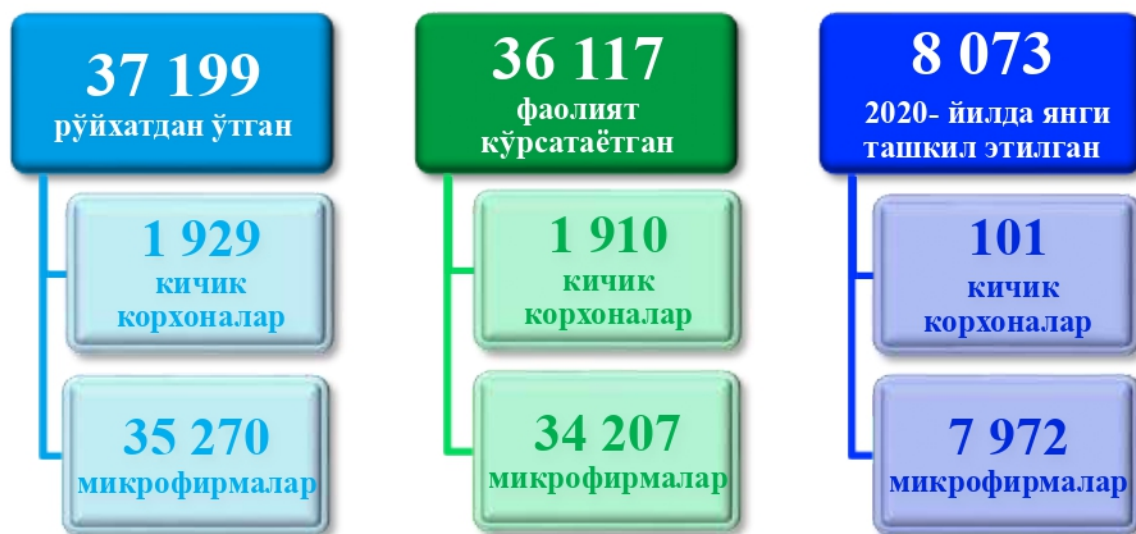 37 199
рўйхатдан ўтган
1 929
кичик
корхоналар
35 270
микрофирмалар
36 117
фаолият
кўрсатаётган
1 910
кичик
корхоналар
34 207
микрофирмалар
8 073
2020- йилда янги
ташкил этилган
101
кичик
корхоналар
7 972
микрофирмалар